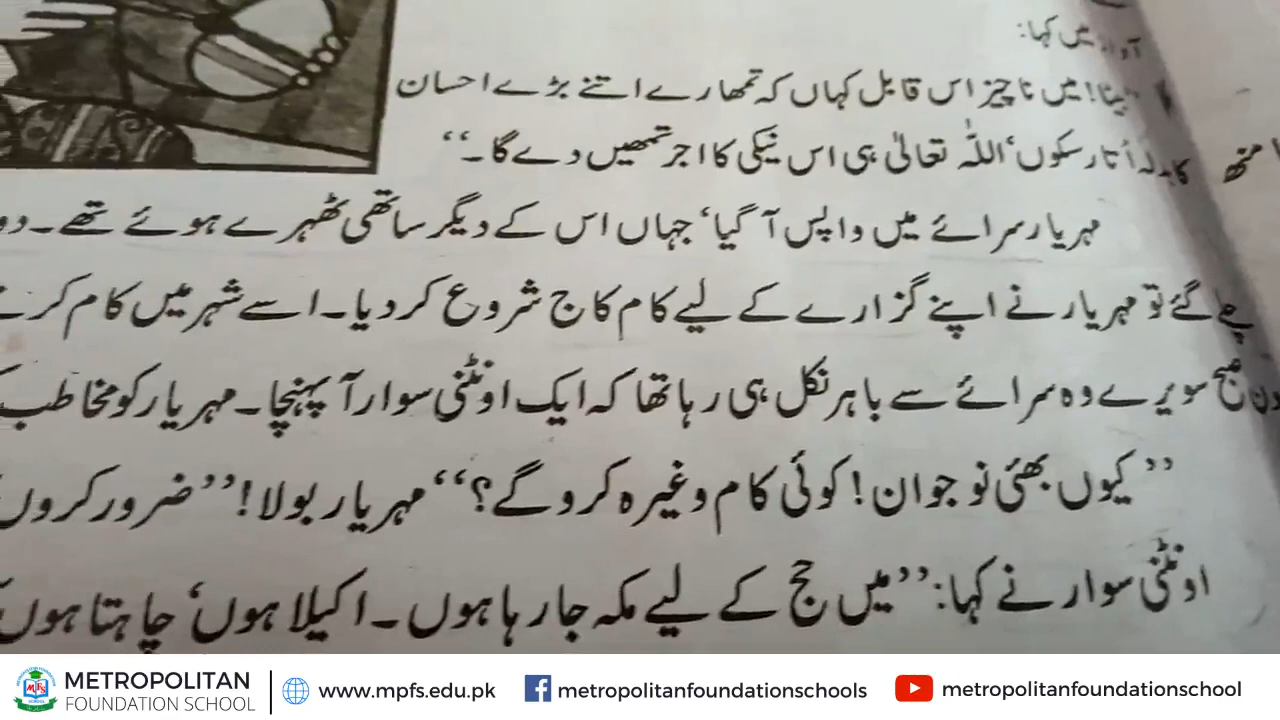 آواز میں کہا:
"بیٹا! میں ناچیز اس قابل کہاں کہ تمھارے اتنے بڑے احسان
کا بدلہ اُتار سکوں، اللہ تعالیٰ ہی اس نیکی کا اجر تمھیں دے گا۔"
مہریار سرائے میں واپس آ گیا، جہاں اس کے دیگر ساتھی ٹھہرے ہوئے تھے۔
چلے گئے تو مہریار نے اپنے گزارے کے لیے کام کاج شروع کر دیا۔ اسے شہر میں کام کرتے
دن صبح سویرے وہ سرائے سے باہر نکل ہی رہا تھا کہ ایک اونٹنی سوار آ پہنچا۔ مہریار کو مخاطب
"کیوں بھئی نوجوان! کوئی کام وغیرہ کرو گے؟" مہریار بولا! "ضرور کروں
اونٹنی سوار نے کہا: "میں حج کے لیے مکہ جا رہا ہوں۔ اکیلا ہوں، چاہتا ہوں
METROPOLITAN
FOUNDATION SCHOOL
www.mpfs.edu.pk
metropolitanfoundationschools
metropolitanfoundationschool